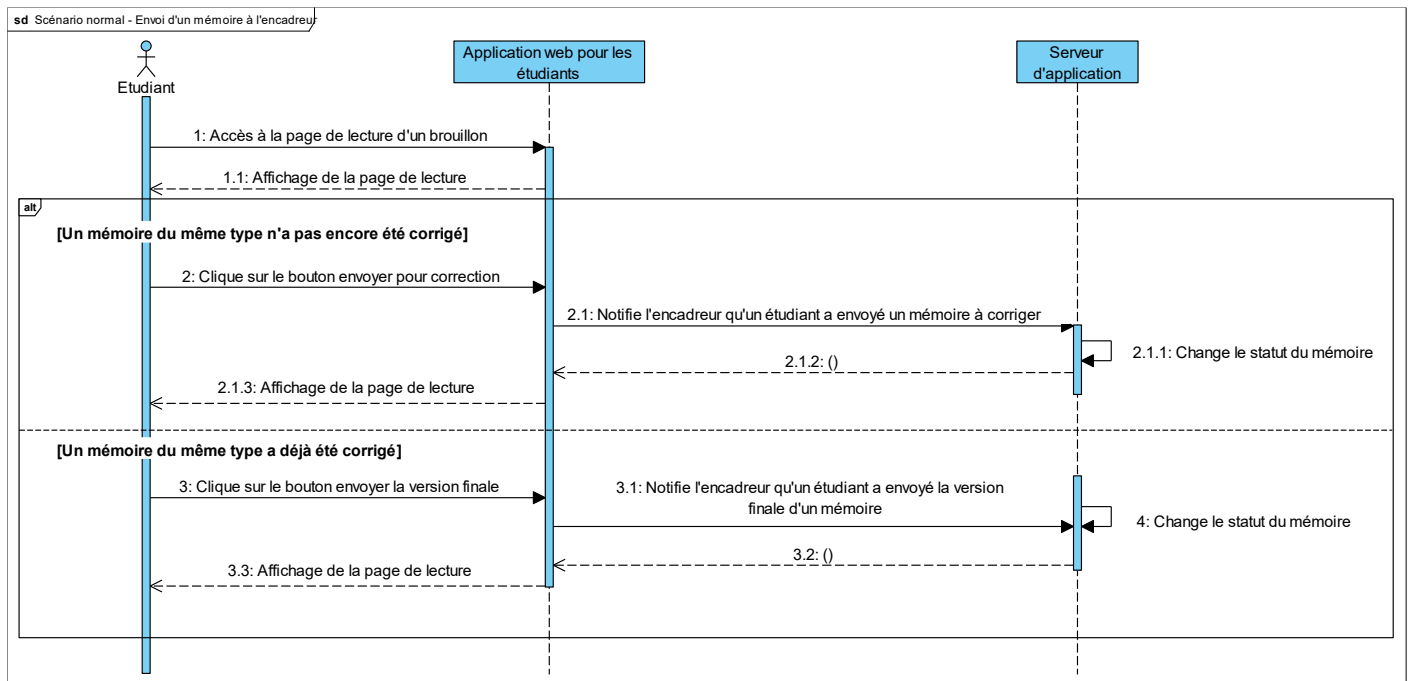 sd Scénario normal - Envoi d'un mémoire à l'encadreur
Etudiant
Application web pour les
étudiants
Serveur
d'application
1: Accès à la page de lecture d'un brouillon
1.1: Affichage de la page de lecture
alt
[Un mémoire du même type n'a pas encore été corrigé]
2: Clique sur le bouton envoyer pour correction
2.1: Notifie l'encadreur qu'un étudiant a envoyé un mémoire à corriger
2.1.1: Change le statut du mémoire
2.1.2: ()
2.1.3: Affichage de la page de lecture
[Un mémoire du même type a déjà été corrigé]
3: Clique sur le bouton envoyer la version finale
3.1: Notifie l'encadreur qu'un étudiant a envoyé la version
finale d'un mémoire
4: Change le statut du mémoire
3.2: ()
3.3: Affichage de la page de lecture